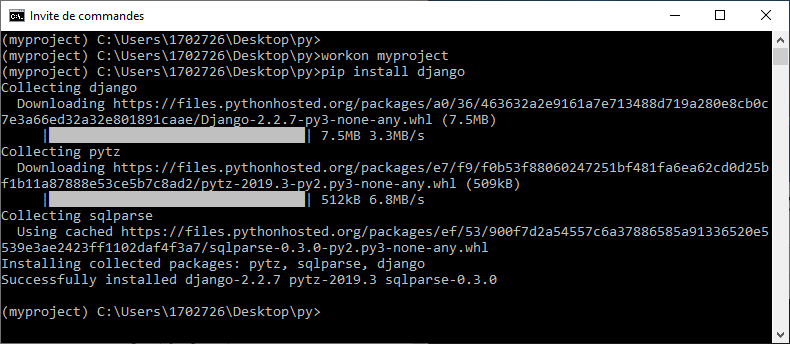 Invite de commandes
(myproject) C:\Users\1702726\Desktop\py>
(myproject) C:\Users\1702726\Desktop\py>workon myproject
(myproject) C:\Users\1702726\Desktop\py>pip install django
Collecting django
  Downloading https://files.pythonhosted.org/packages/a0/36/463632a2e9161a7e713488d719a280e8cb0c
7e3a66ed32a32e801891caae/Django-2.2.7-py3-none-any.whl (7.5MB)
     |████████████████████████████████| 7.5MB 3.3MB/s
Collecting pytz
  Downloading https://files.pythonhosted.org/packages/e7/f9/f0b53f88060247251bf481fa6ea62cd0d25b
f1b11a87888e53ce5b7c8ad2/pytz-2019.3-py2.py3-none-any.whl (509kB)
     |████████████████████████████████| 512kB 6.8MB/s
Collecting sqlparse
  Using cached https://files.pythonhosted.org/packages/ef/53/900f7d2a54557c6a37886585a91336520e5
539e3ae2423ff1102daf4f3a7/sqlparse-0.3.0-py2.py3-none-any.whl
Installing collected packages: pytz, sqlparse, django
Successfully installed django-2.2.7 pytz-2019.3 sqlparse-0.3.0
(myproject) C:\Users\1702726\Desktop\py>